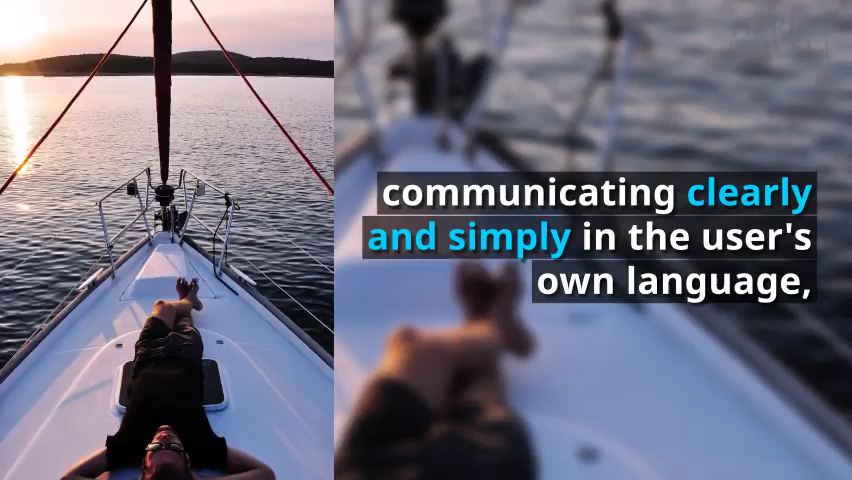 communicating clearly
and simply in the user's
own language,